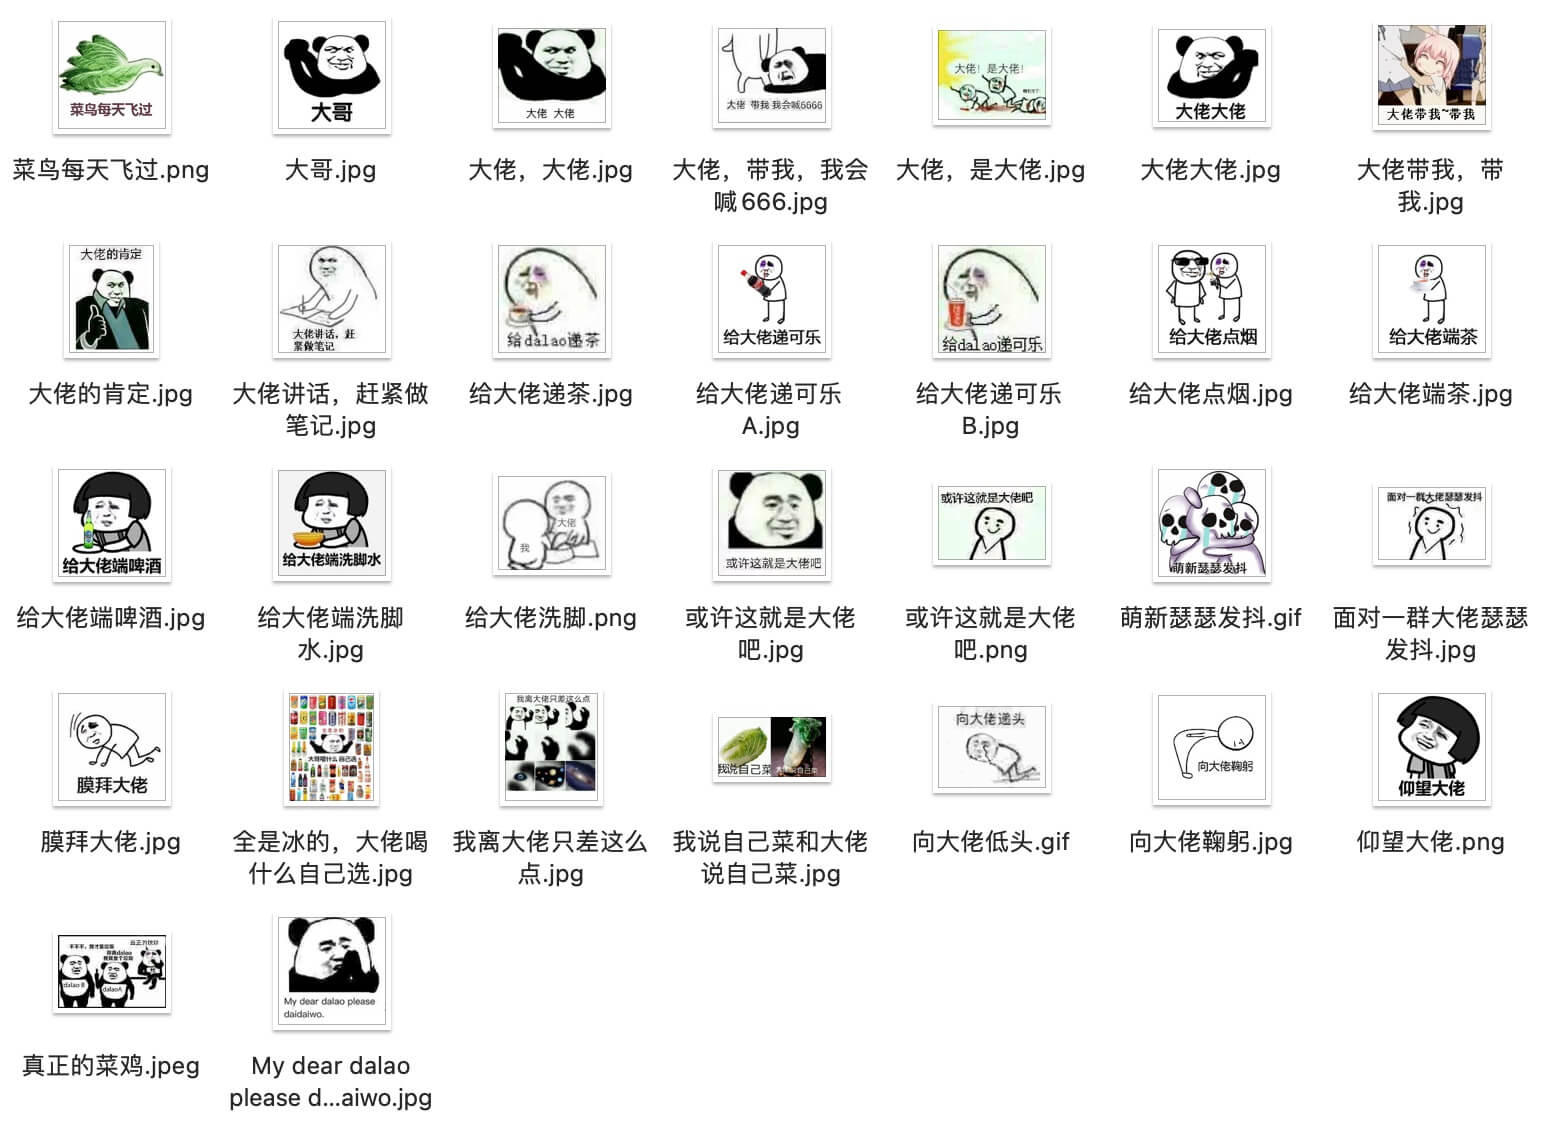 菜鸟每天飞过
大哥
大佬 大佬
大佬 带我 我会喊6666
大佬！是大佬！
大佬大佬
大佬带我~带我
菜鸟每天飞过.png
大哥.jpg
大佬，大佬.jpg
大佬，带我，我会
喊666.jpg
大佬，是大佬.jpg
大佬大佬.jpg
大佬带我，带
我.jpg
大佬的肯定
大佬讲话，赶
紧做笔记
给dalao递茶
给大佬递可乐
给dalao递可乐
给大佬点烟
给大佬端茶
大佬的肯定.jpg
大佬讲话，赶紧做
笔记.jpg
给大佬递茶.jpg
给大佬递可乐
A.jpg
给大佬递可乐
B.jpg
给大佬点烟.jpg
给大佬端茶.jpg
给大佬端啤酒
给大佬端洗脚水
大佬
我
或许这就是大佬吧
或许这就是大佬吧
萌新瑟瑟发抖
面对一群大佬瑟瑟发抖
给大佬端啤酒.jpg
给大佬端洗脚
水.jpg
给大佬洗脚.png
或许这就是大佬
吧.jpg
或许这就是大佬
吧.png
萌新瑟瑟发抖.gif
面对一群大佬瑟瑟
发抖.jpg
膜拜大佬
全是冰的
大哥喝什么 自己选
我离大佬只差这么点
我说自己菜
向大佬递头
向大佬鞠躬
仰望大佬
膜拜大佬.jpg
全是冰的，大佬喝
什么自己选.jpg
我离大佬只差这么
点.jpg
我说自己菜和大佬
说自己菜.jpg
向大佬低头.gif
向大佬鞠躬.jpg
仰望大佬.png
dalao B
dalaoA
My dear dalao please
daidaiwo.
真正的菜鸡.jpeg
My dear dalao
please d...aiwo.jpg